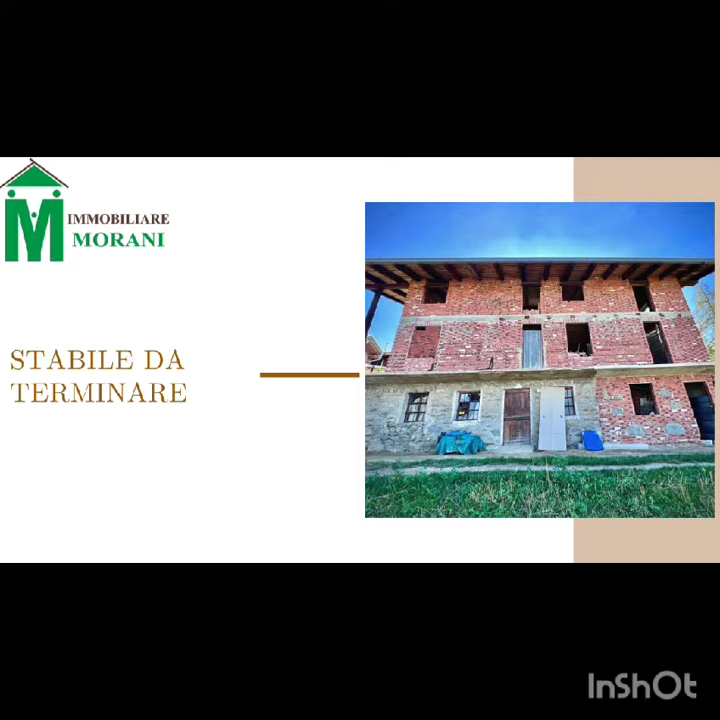 IMMOBILIARE
MORANI
STABILE DA
TERMINARE
InShOt